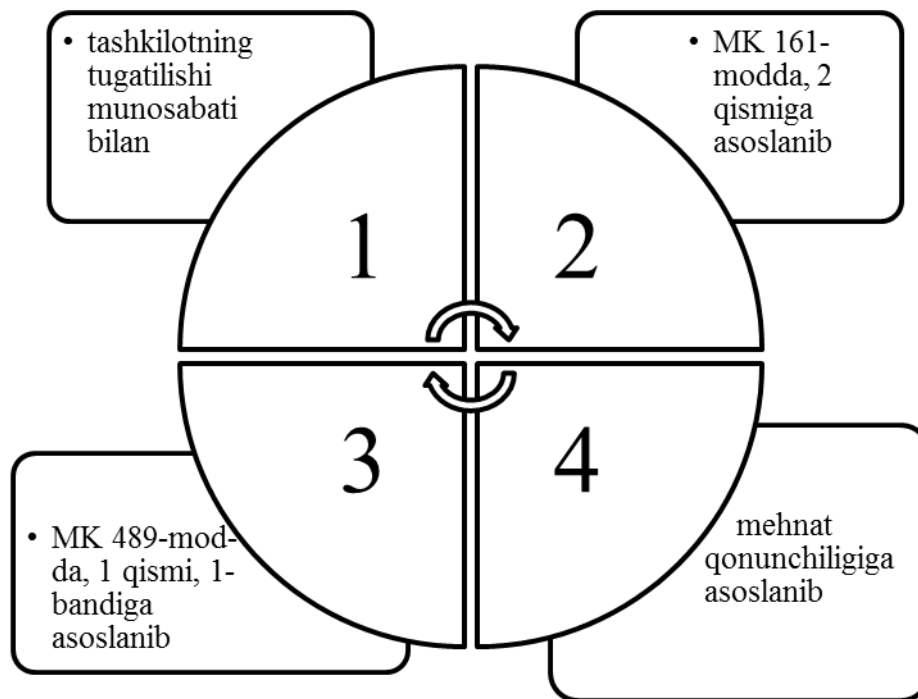 • tashkilotning
tugatilishi
munosabati
bilan
• MK 161-
modda, 2
qismiga
asoslanib
1
2
3
4
• MK 489-mod-
da, 1 qismi, 1-
bandiga
asoslanib
mehnat
qonunchiligiga
asoslanib